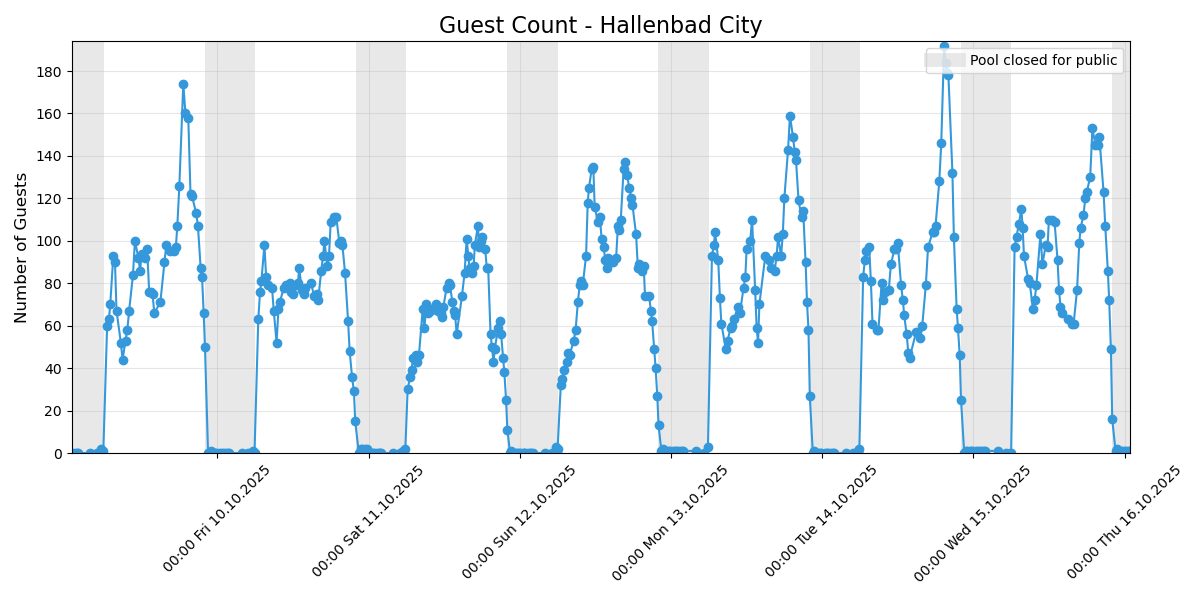 Guest Count - Hallenbad City
Pool closed for public
Number of Guests
180
160
140
120
100
80
60
40
20
0
00:00 Fri 10.10.2025
00:00 Sat 11.10.2025
00:00 Sun 12.10.2025
00:00 Mon 13.10.2025
00:00 Tue 14.10.2025
00:00 Wed 15.10.2025
00:00 Thu 16.10.2025